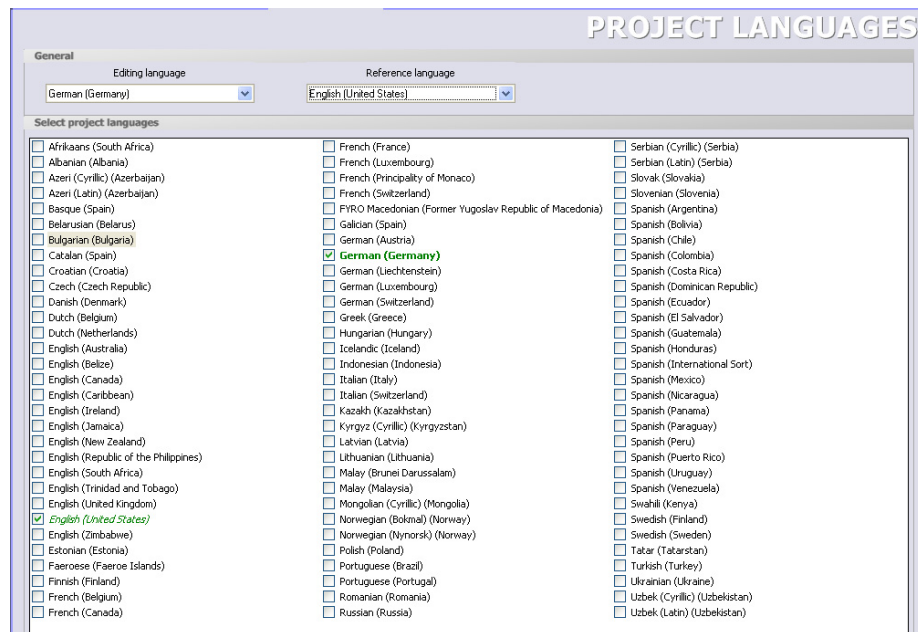 PROJECT LANGUAGES
General
Editing language
Reference language
German (Germany)
English (United States)
Select project languages
Afrikaans (South Africa)
Albanian (Albania)
Azeri (Cyrillic) (Azerbaijan)
Azeri (Latin) (Azerbaijan)
Basque (Spain)
Belarusian (Belarus)
Bulgarian (Bulgaria)
Catalan (Spain)
Croatian (Croatia)
Czech (Czech Republic)
Danish (Denmark)
Dutch (Belgium)
Dutch (Netherlands)
English (Australia)
English (Belize)
English (Canada)
English (Caribbean)
English (Ireland)
English (Jamaica)
English (New Zealand)
English (Republic of the Philippines)
English (South Africa)
English (Trinidad and Tobago)
English (United Kingdom)
English (United States)
English (Zimbabwe)
Estonian (Estonia)
Faeroese (Faeroe Islands)
Finnish (Finland)
French (Belgium)
French (Canada)
French (France)
French (Luxembourg)
French (Principality of Monaco)
French (Switzerland)
FYRO Macedonian (Former Yugoslav Republic of Macedonia)
Galician (Spain)
German (Austria)
German (Germany)
German (Liechtenstein)
German (Luxembourg)
German (Switzerland)
Greek (Greece)
Hungarian (Hungary)
Icelandic (Iceland)
Indonesian (Indonesia)
Italian (Italy)
Italian (Switzerland)
Kazakh (Kazakhstan)
Kyrgyz (Cyrillic) (Kyrgyzstan)
Latvian (Latvia)
Lithuanian (Lithuania)
Malay (Brunei Darussalam)
Malay (Malaysia)
Mongolian (Cyrillic) (Mongolia)
Norwegian (Bokmal) (Norway)
Norwegian (Nynorsk) (Norway)
Polish (Poland)
Portuguese (Brazil)
Portuguese (Portugal)
Romanian (Romania)
Russian (Russia)
Serbian (Cyrillic) (Serbia)
Serbian (Latin) (Serbia)
Slovak (Slovakia)
Slovenian (Slovenia)
Spanish (Argentina)
Spanish (Bolivia)
Spanish (Chile)
Spanish (Colombia)
Spanish (Costa Rica)
Spanish (Dominican Republic)
Spanish (Ecuador)
Spanish (El Salvador)
Spanish (Guatemala)
Spanish (Honduras)
Spanish (International Sort)
Spanish (Mexico)
Spanish (Nicaragua)
Spanish (Panama)
Spanish (Paraguay)
Spanish (Peru)
Spanish (Puerto Rico)
Spanish (Uruguay)
Spanish (Venezuela)
Swahili (Kenya)
Swedish (Finland)
Swedish (Sweden)
Tatar (Tatarstan)
Turkish (Turkey)
Ukrainian (Ukraine)
Uzbek (Cyrillic) (Uzbekistan)
Uzbek (Latin) (Uzbekistan)